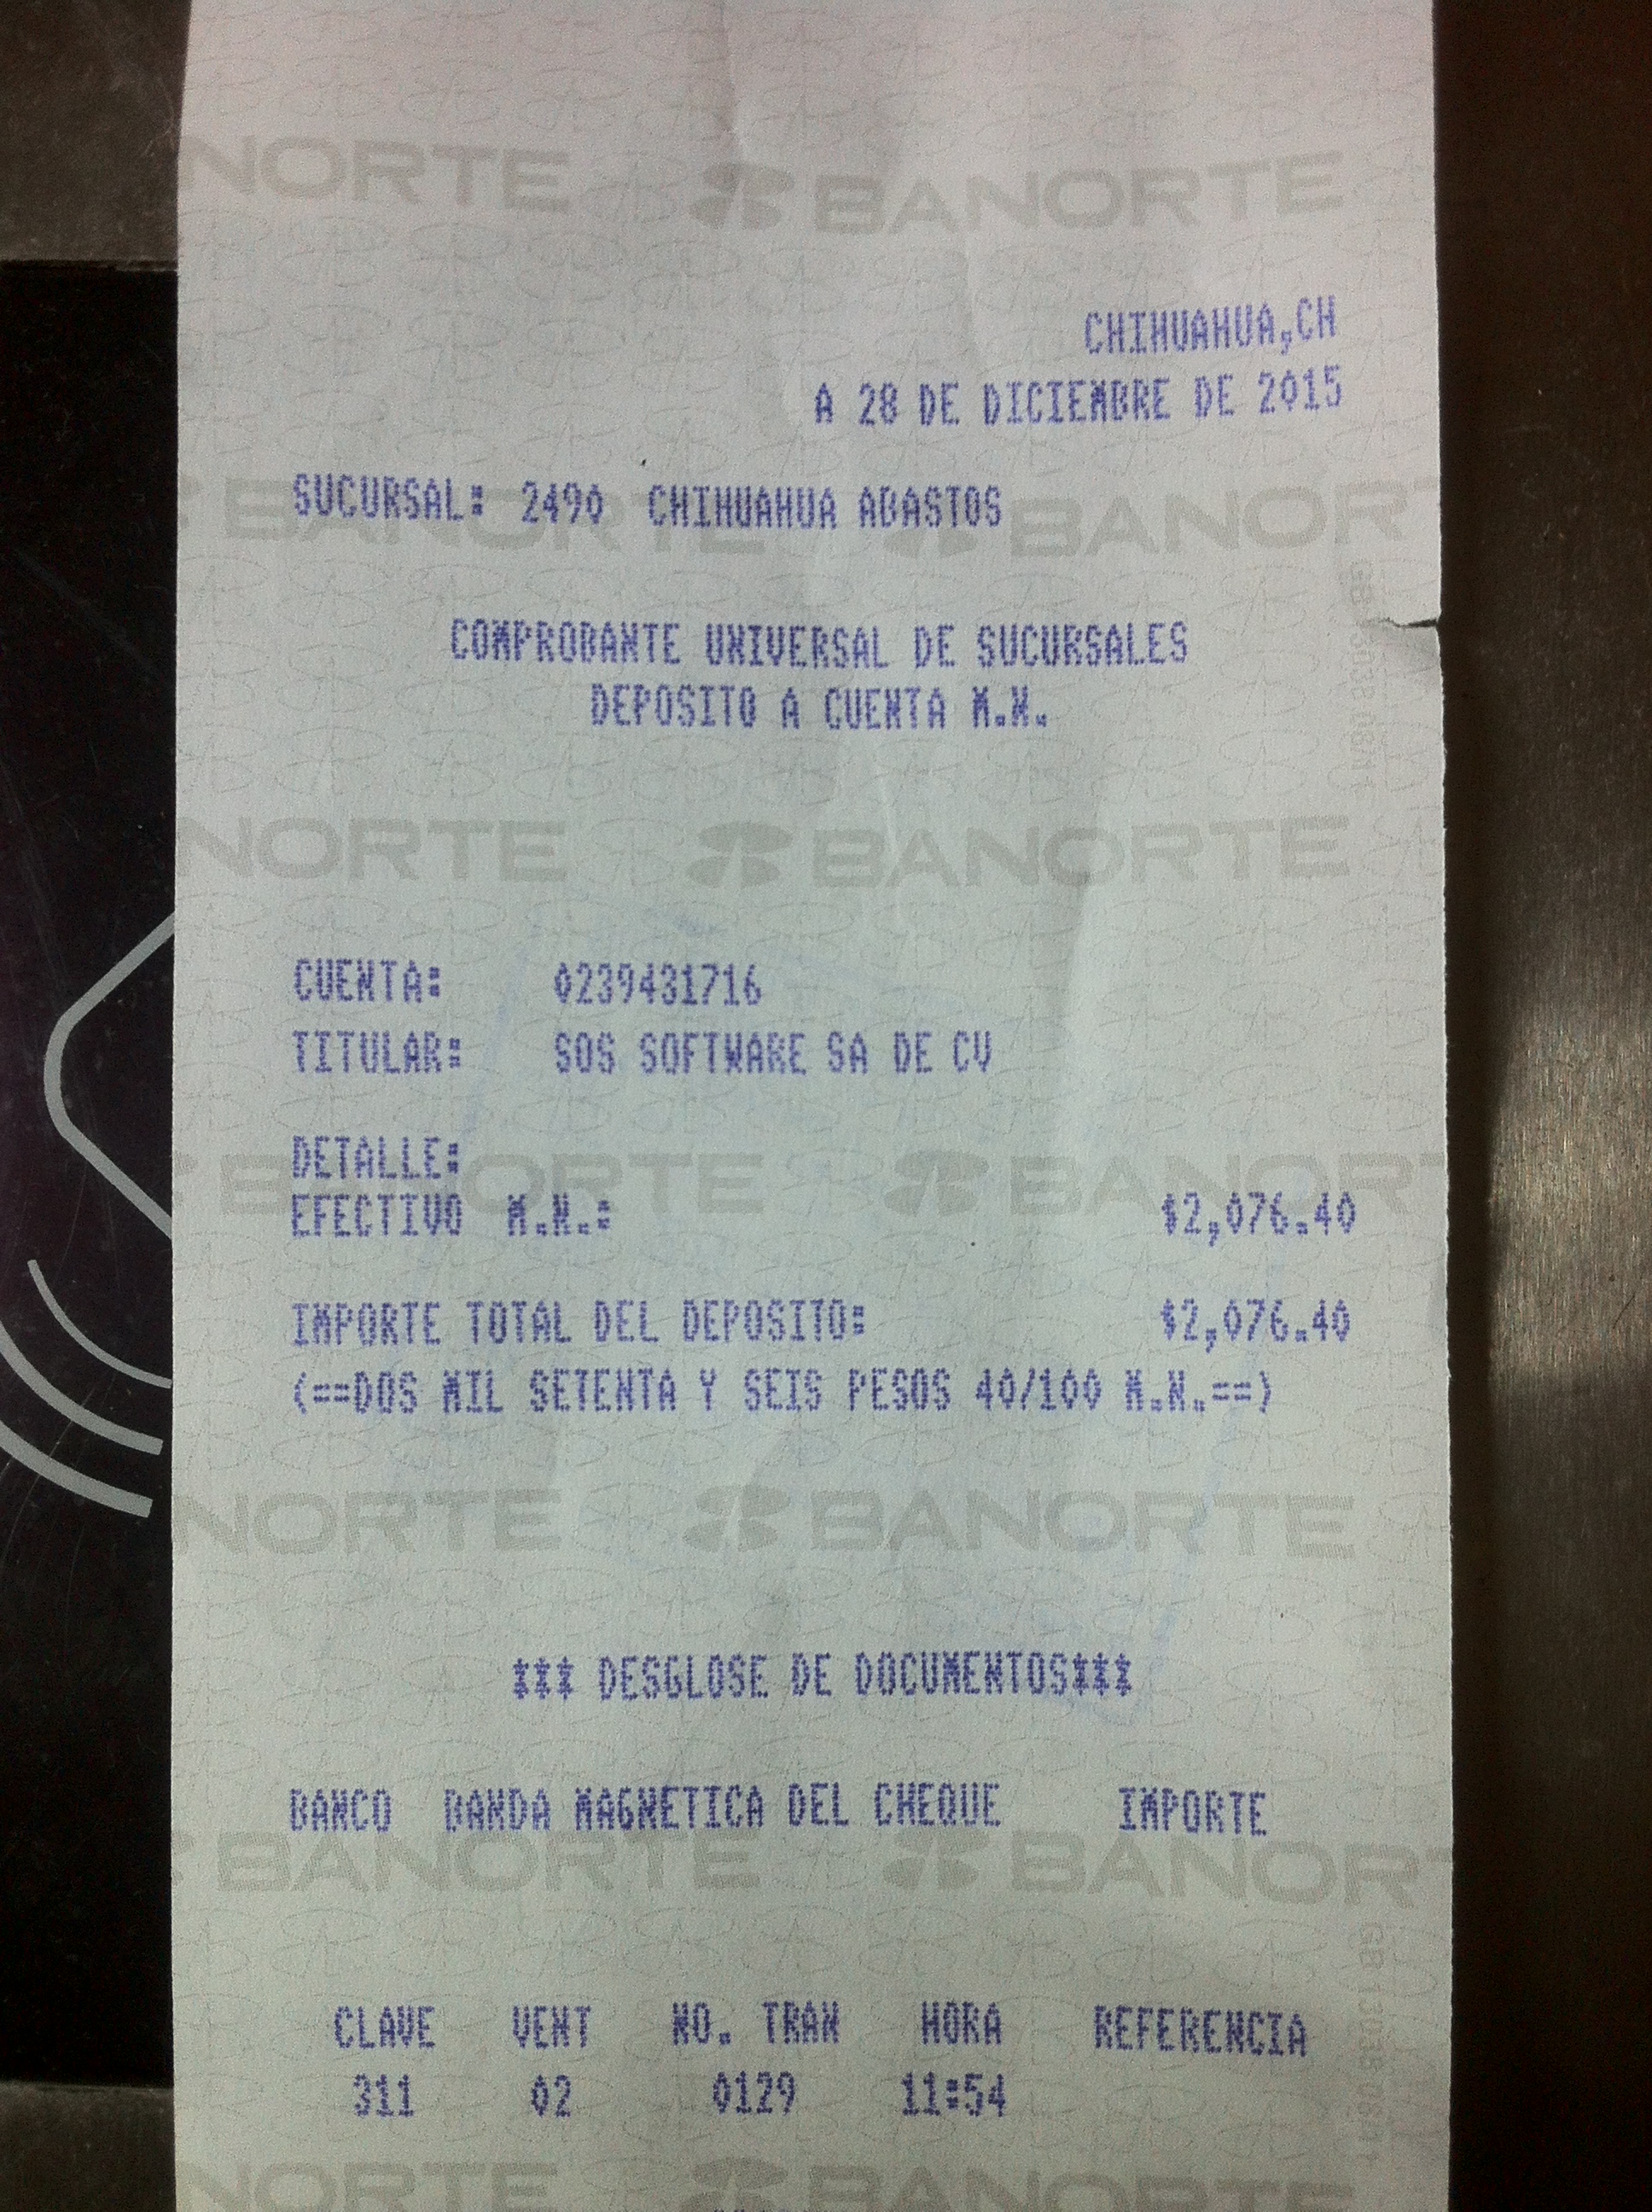 NORTE BANORTE
CHIHUAHUA,CH
A 28 DE DICIEMBRE DE 2015
SUCURSAL: 2490 CHIHUAHUA ABASTOS
BANORTE BANORT
COMPROBANTE UNIVERSAL DE SUCURSALES
DEPOSITO A CUENTA M.N.
NORTE BANORTE
CUENTA: 0239431716
TITULAR: SOS SOFTWARE SA DE CV
DETALLE:
BANORTE BANORT
EFECTIVO M.N.: $2,076.40
IMPORTE TOTAL DEL DEPOSITO: $2,076.40
(==DOS MIL SETENTA Y SEIS PESOS 40/100 M.N.==)
NORTE BANORTE
*** DESGLOSE DE DOCUMENTOS***
BANCO BANDA MAGNETICA DEL CHEQUE IMPORTE
BANORTE BANORT
CLAVE VENT NO. TRAN HORA REFERENCIA
311 02 0129 11:54
NORTE BANORTE